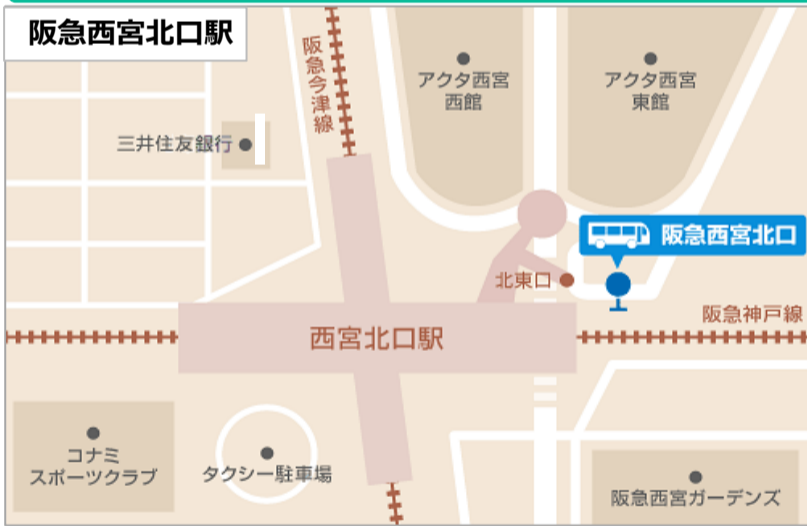 阪急西宮北口駅
阪急今津線
アクタ西宮
西館
アクタ西宮
東館
三井住友銀行
阪急西宮北口
北東口
阪急神戸線
西宮北口駅
コナミ
スポーツクラブ
タクシー駐車場
阪急西宮ガーデンズ